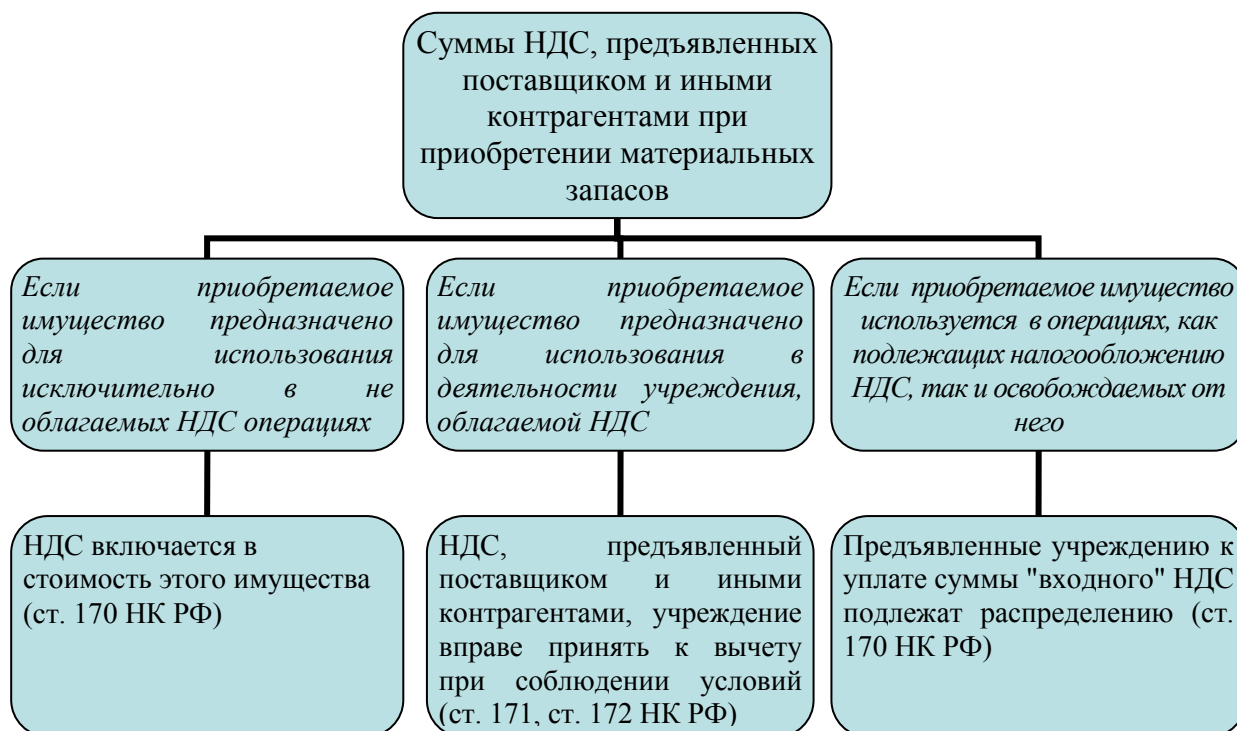 Суммы НДС, предъявленных
поставщиком и иными
контрагентами при
приобретении материальных
запасов
Если приобретаемое
имущество предназначено
для использования
исключительно в не
облагаемых НДС операциях
Если приобретаемое
имущество предназначено
для использования в
деятельности учреждения,
облагаемой НДС
Если приобретаемое имущество
используется в операциях, как
подлежащих налогообложению
НДС, так и освобождаемых от
него
НДС включается в
стоимость этого имущества
(ст. 170 НК РФ)
НДС, предъявленный
поставщиком и иными
контрагентами, учреждение
вправе принять к вычету
при соблюдении условий
(ст. 171, ст. 172 НК РФ)
Предъявленные учреждению к
уплате суммы "входного" НДС
подлежат распределению (ст.
170 НК РФ)